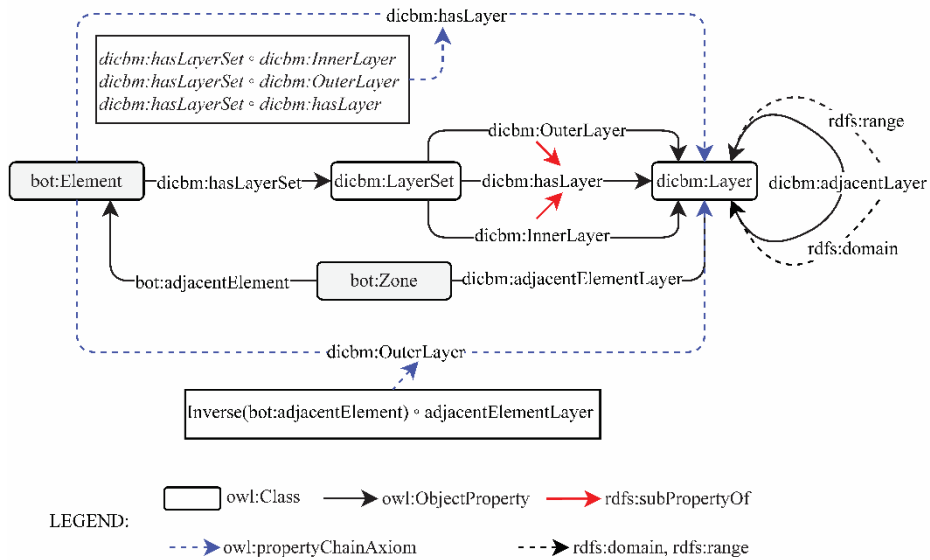 dicbm:hasLayer
dicbm:hasLayerSet ∘ dicbm:InnerLayer
dicbm:hasLayerSet ∘ dicbm:OuterLayer
dicbm:hasLayerSet ∘ dicbm:hasLayer
dicbm:OuterLayer
rdfs:range
bot:Element
dicbm:hasLayerSet
dicbm:LayerSet
dicbm:hasLayer
dicbm:Layer
dicbm:adjacentLayer
dicbm:InnerLayer
rdfs:domain
bot:adjacentElement
bot:Zone
dicbm:adjacentElementLayer
dicbm:OuterLayer
Inverse(bot:adjacentElement) ∘ adjacentElementLayer
LEGEND:
owl:Class
owl:ObjectProperty
rdfs:subPropertyOf
owl:propertyChainAxiom
rdfs:domain, rdfs:range